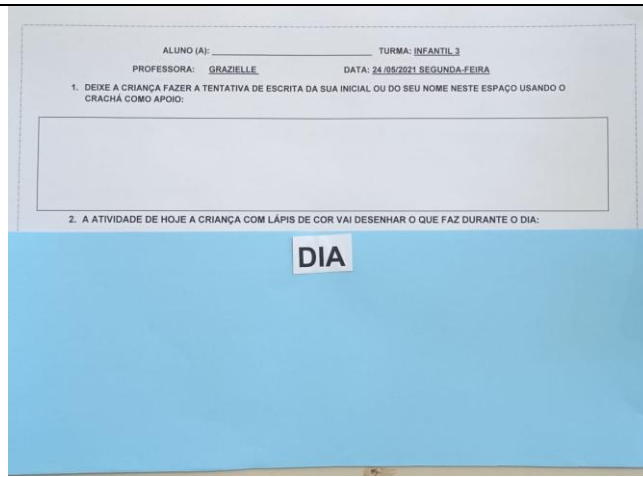 ALUNO (A): ____________________ TURMA: INFANTIL 3
PROFESSORA: GRAZIELLE DATA: 24 /05/2021 SEGUNDA-FEIRA
1. DEIXE A CRIANÇA FAZER A TENTATIVA DE ESCRITA DA SUA INICIAL OU DO SEU NOME NESTE ESPAÇO USANDO O
CRACHÁ COMO APOIO:
2. A ATIVIDADE DE HOJE A CRIANÇA COM LÁPIS DE COR VAI DESENHAR O QUE FAZ DURANTE O DIA:
DIA